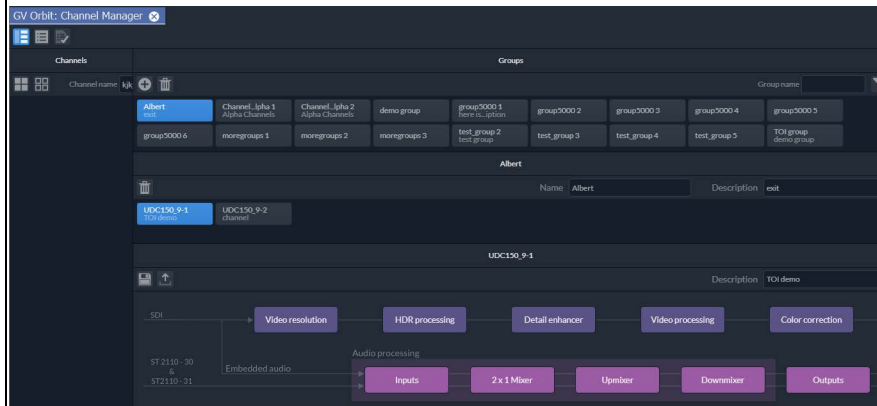 GV Orbit: Channel Manager
Channels
Groups
Channel name kjk
Group name
Albert
exit
Channel...lpha 1
Alpha Channels
Channel...lpha 2
Alpha Channels
demo group
group5000 1
here is...iption
group5000 2
group5000 3
group5000 4
group5000 5
group5000 6
moregroups 1
moregroups 2
moregroups 3
test_group 2
test group
test_group 3
test_group 4
test_group 5
TOI group
demo group
Albert
Name Albert
Description exit
UDC150_9-1
TOI demo
UDC150_9-2
channel
UDC150_9-1
Description TOI demo
SDI
Video resolution
HDR processing
Detail enhancer
Video processing
Color correction
Audio processing
ST 2110 - 30
&
ST2110 - 31
Embedded audio
Inputs
2 x 1 Mixer
Upmixer
Downmixer
Outputs